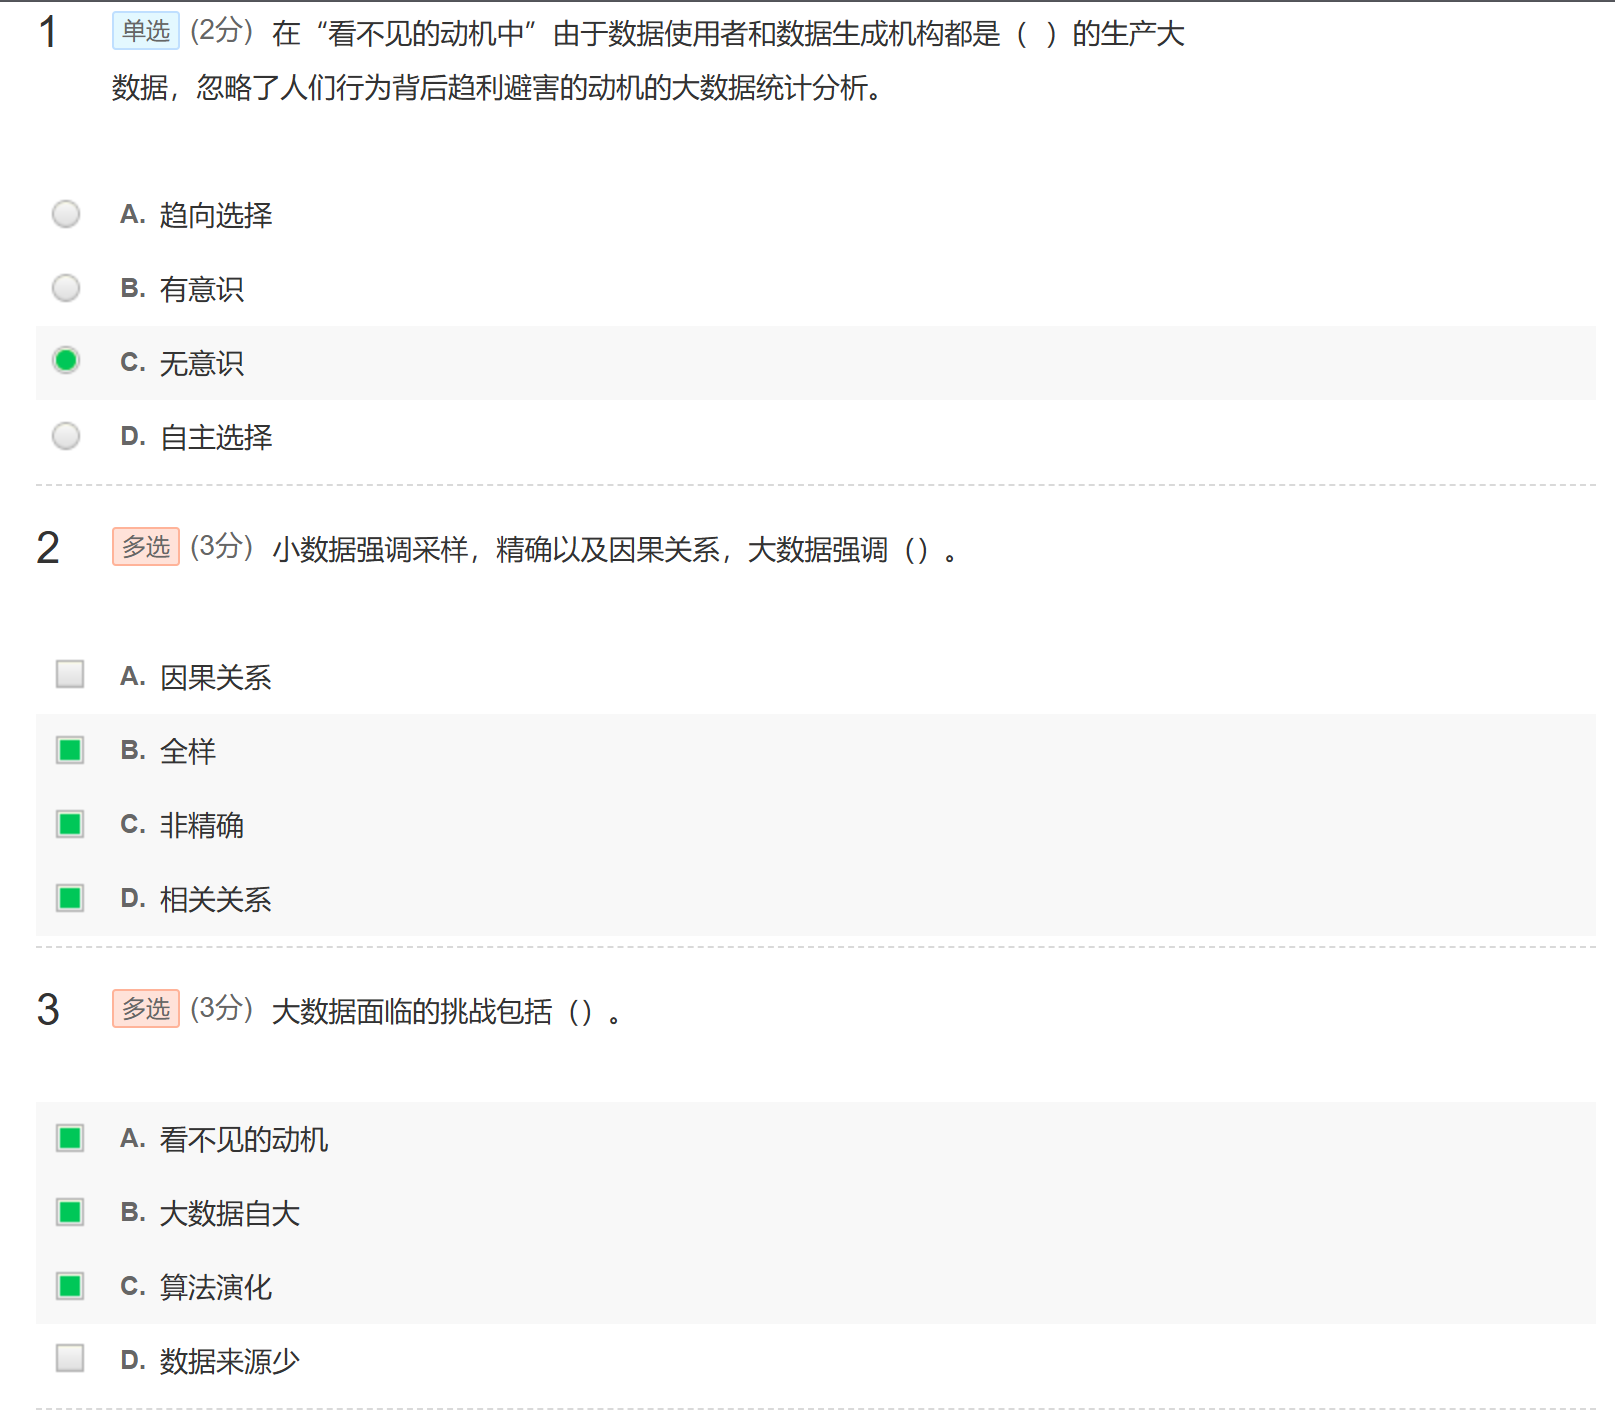 1 单选 (2分) 在“看不见的动机中”由于数据使用者和数据生成机构都是（ ）的生产大
数据，忽略了人们行为背后趋利避害的动机的大数据统计分析。
A. 趋向选择
B. 有意识
C. 无意识
D. 自主选择
2 多选 (3分) 小数据强调采样，精确以及因果关系，大数据强调（）。
A. 因果关系
B. 全样
C. 非精确
D. 相关关系
3 多选 (3分) 大数据面临的挑战包括（）。
A. 看不见的动机
B. 大数据自大
C. 算法演化
D. 数据来源少